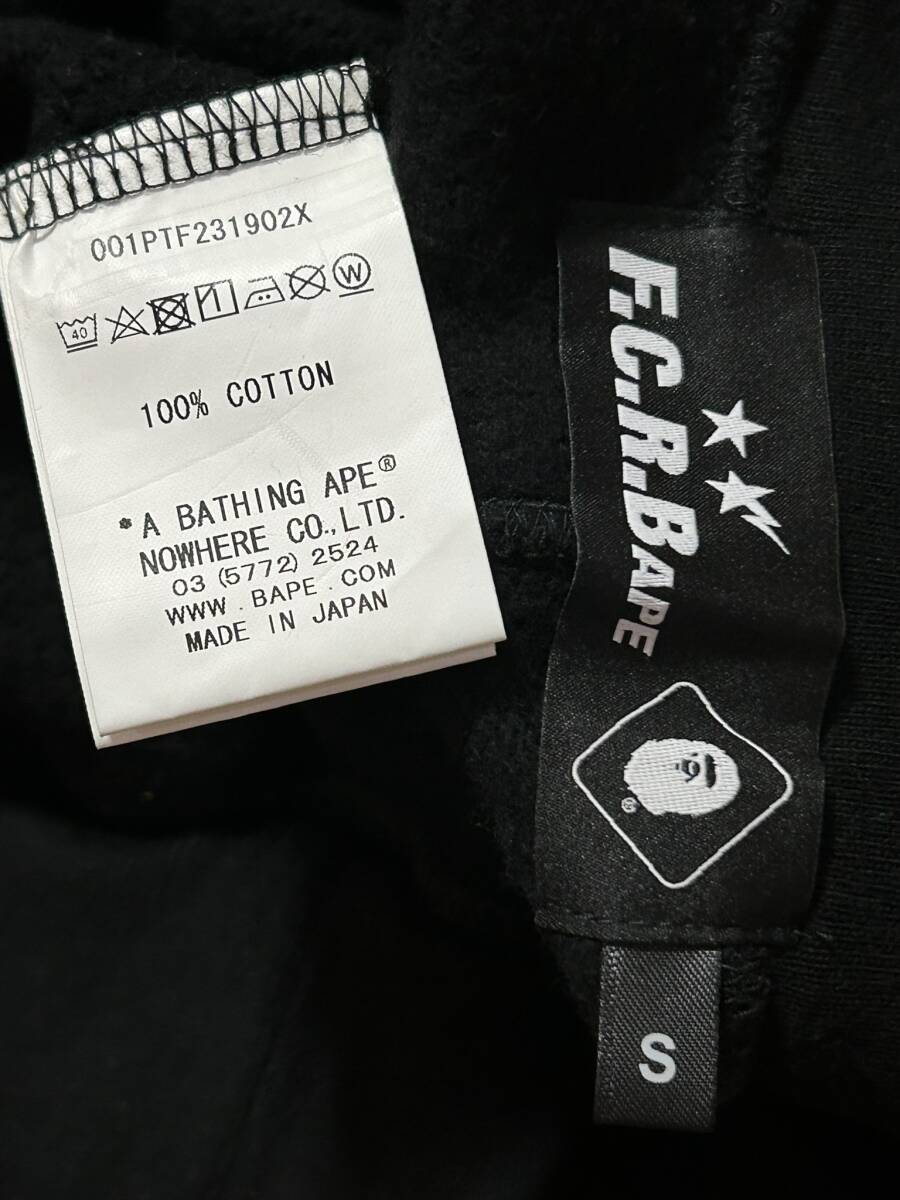 001PTF231902X
40
W
100% COTTON
*A BATHING APE®
NOWHERE CO.,LTD.
03 (5772) 2524
WWW.BAPE.COM
MADE IN JAPAN
F.C.R.BAPE
®
S